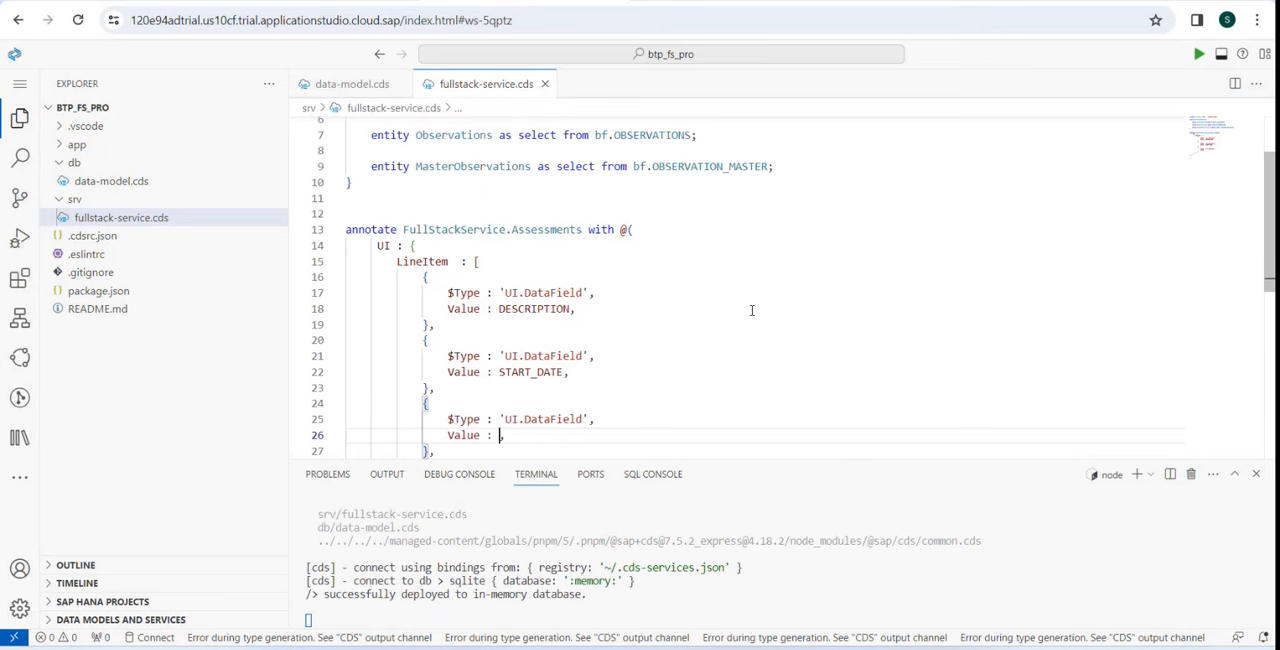 120e94adtrial.us10cf.trial.applicationstudio.cloud.sap/index.html#ws-5qptz
S
btp_fs_pro
EXPLORER
BTP_FS_PRO
.vscode
app
db
data-model.cds
srv
fullstack-service.cds
.cdsrc.json
.eslintrc
.gitignore
package.json
README.md
OUTLINE
TIMELINE
SAP HANA PROJECTS
DATA MODELS AND SERVICES
data-model.cds
fullstack-service.cds
srv > fullstack-service.cds > ...
6
7 entity Observations as select from bf.OBSERVATIONS;
8
9 entity MasterObservations as select from bf.OBSERVATION_MASTER;
10 }
11
12
13 annotate FullStackService.Assessments with @(
14 UI : {
15 LineItem : [
16 {
17 $Type : 'UI.DataField',
18 Value : DESCRIPTION,
19 },
20 {
21 $Type : 'UI.DataField',
22 Value : START_DATE,
23 },
24 {
25 $Type : 'UI.DataField',
26 Value : ,
27 },
PROBLEMS OUTPUT DEBUG CONSOLE TERMINAL PORTS SQL CONSOLE
node
srv/fullstack-service.cds
db/data-model.cds
../../../../managed-content/globals/pnpm/5/.pnpm/@sap+cds@7.5.2_express@4.18.2/node_modules/@sap/cds/common.cds
[cds] - connect using bindings from: { registry: '~/.cds-services.json' }
[cds] - connect to db > sqlite { database: ':memory:' }
/> successfully deployed to in-memory database.
0 0 0 Connect Error during type generation. See "CDS" output channel Error during type generation. See "CDS" output channel Error during type generation. See "CDS" output channel Error during type generation. See "CDS" output channel